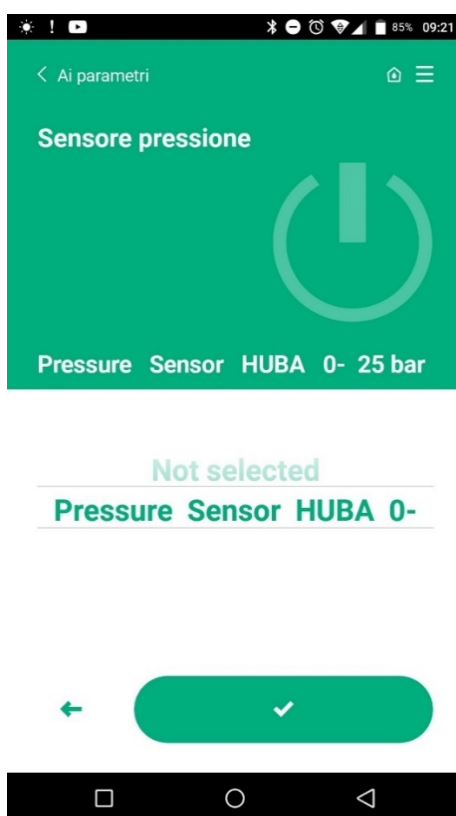 85% 09:21
Ai parametri
Sensore pressione
Pressure Sensor HUBA 0- 25 bar
Not selected
Pressure Sensor HUBA 0-